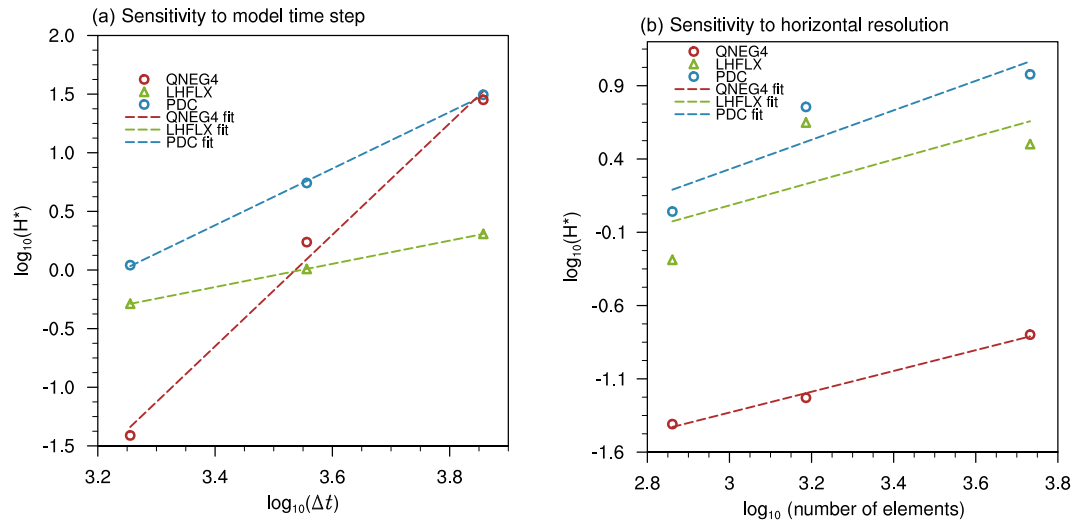 (a) Sensitivity to model time step
2.0
1.5
1.0
0.5
0.0
-0.5
-1.0
-1.5
log10(H*)
QNEG4
LHFLX
PDC
QNEG4 fit
LHFLX fit
PDC fit
3.2
3.4
3.6
3.8
log10(Δt)
(b) Sensitivity to horizontal resolution
0.9
0.4
-0.1
-0.6
-1.1
-1.6
log10(H*)
QNEG4
LHFLX
PDC
QNEG4 fit
LHFLX fit
PDC fit
2.8
3
3.1
3.3
3.4
3.6
3.8
log10 (number of elements)